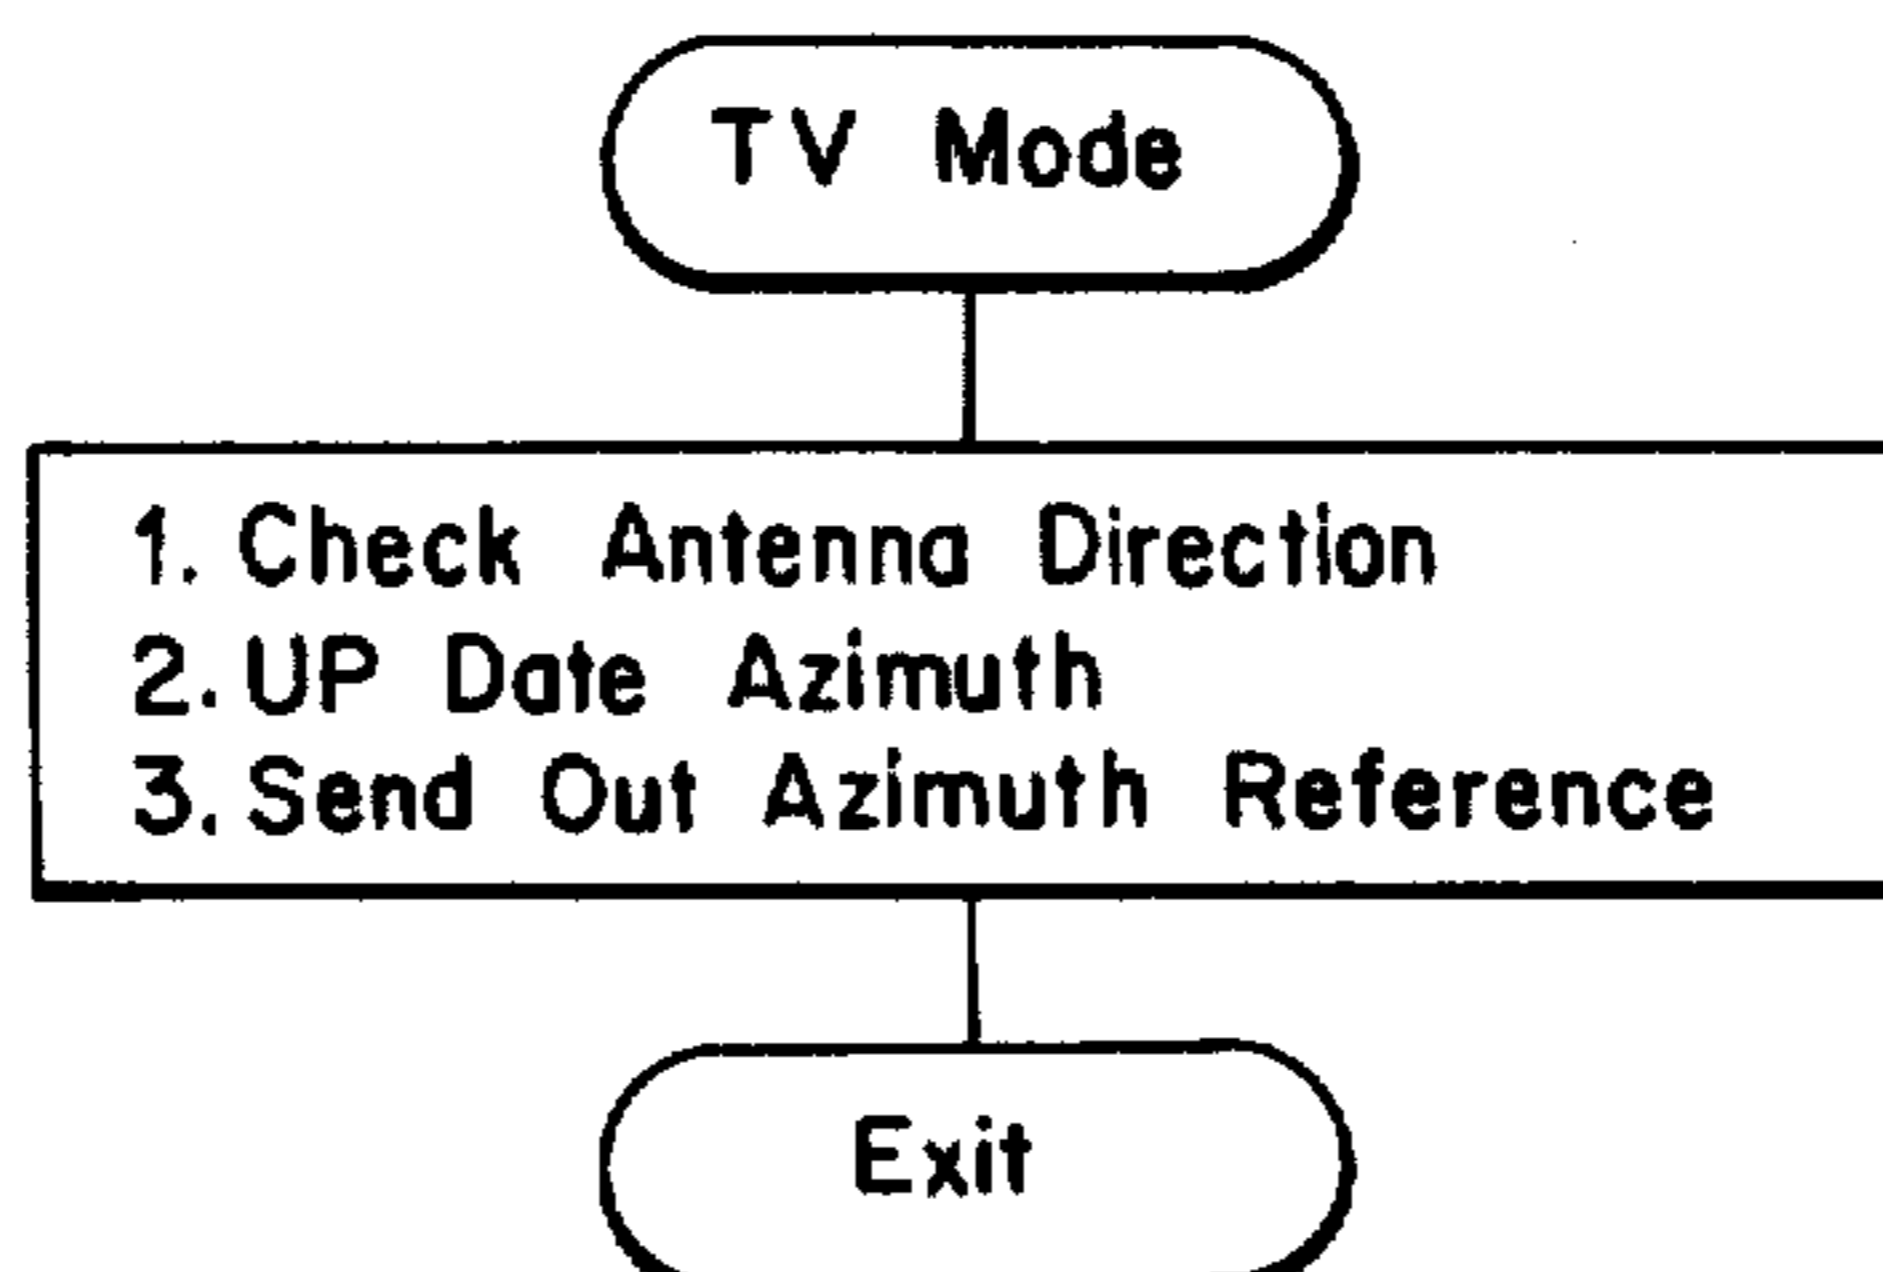 TV Mode
1. Check Antenna Direction
2. UP Date Azimuth
3. Send Out Azimuth Reference
Exit